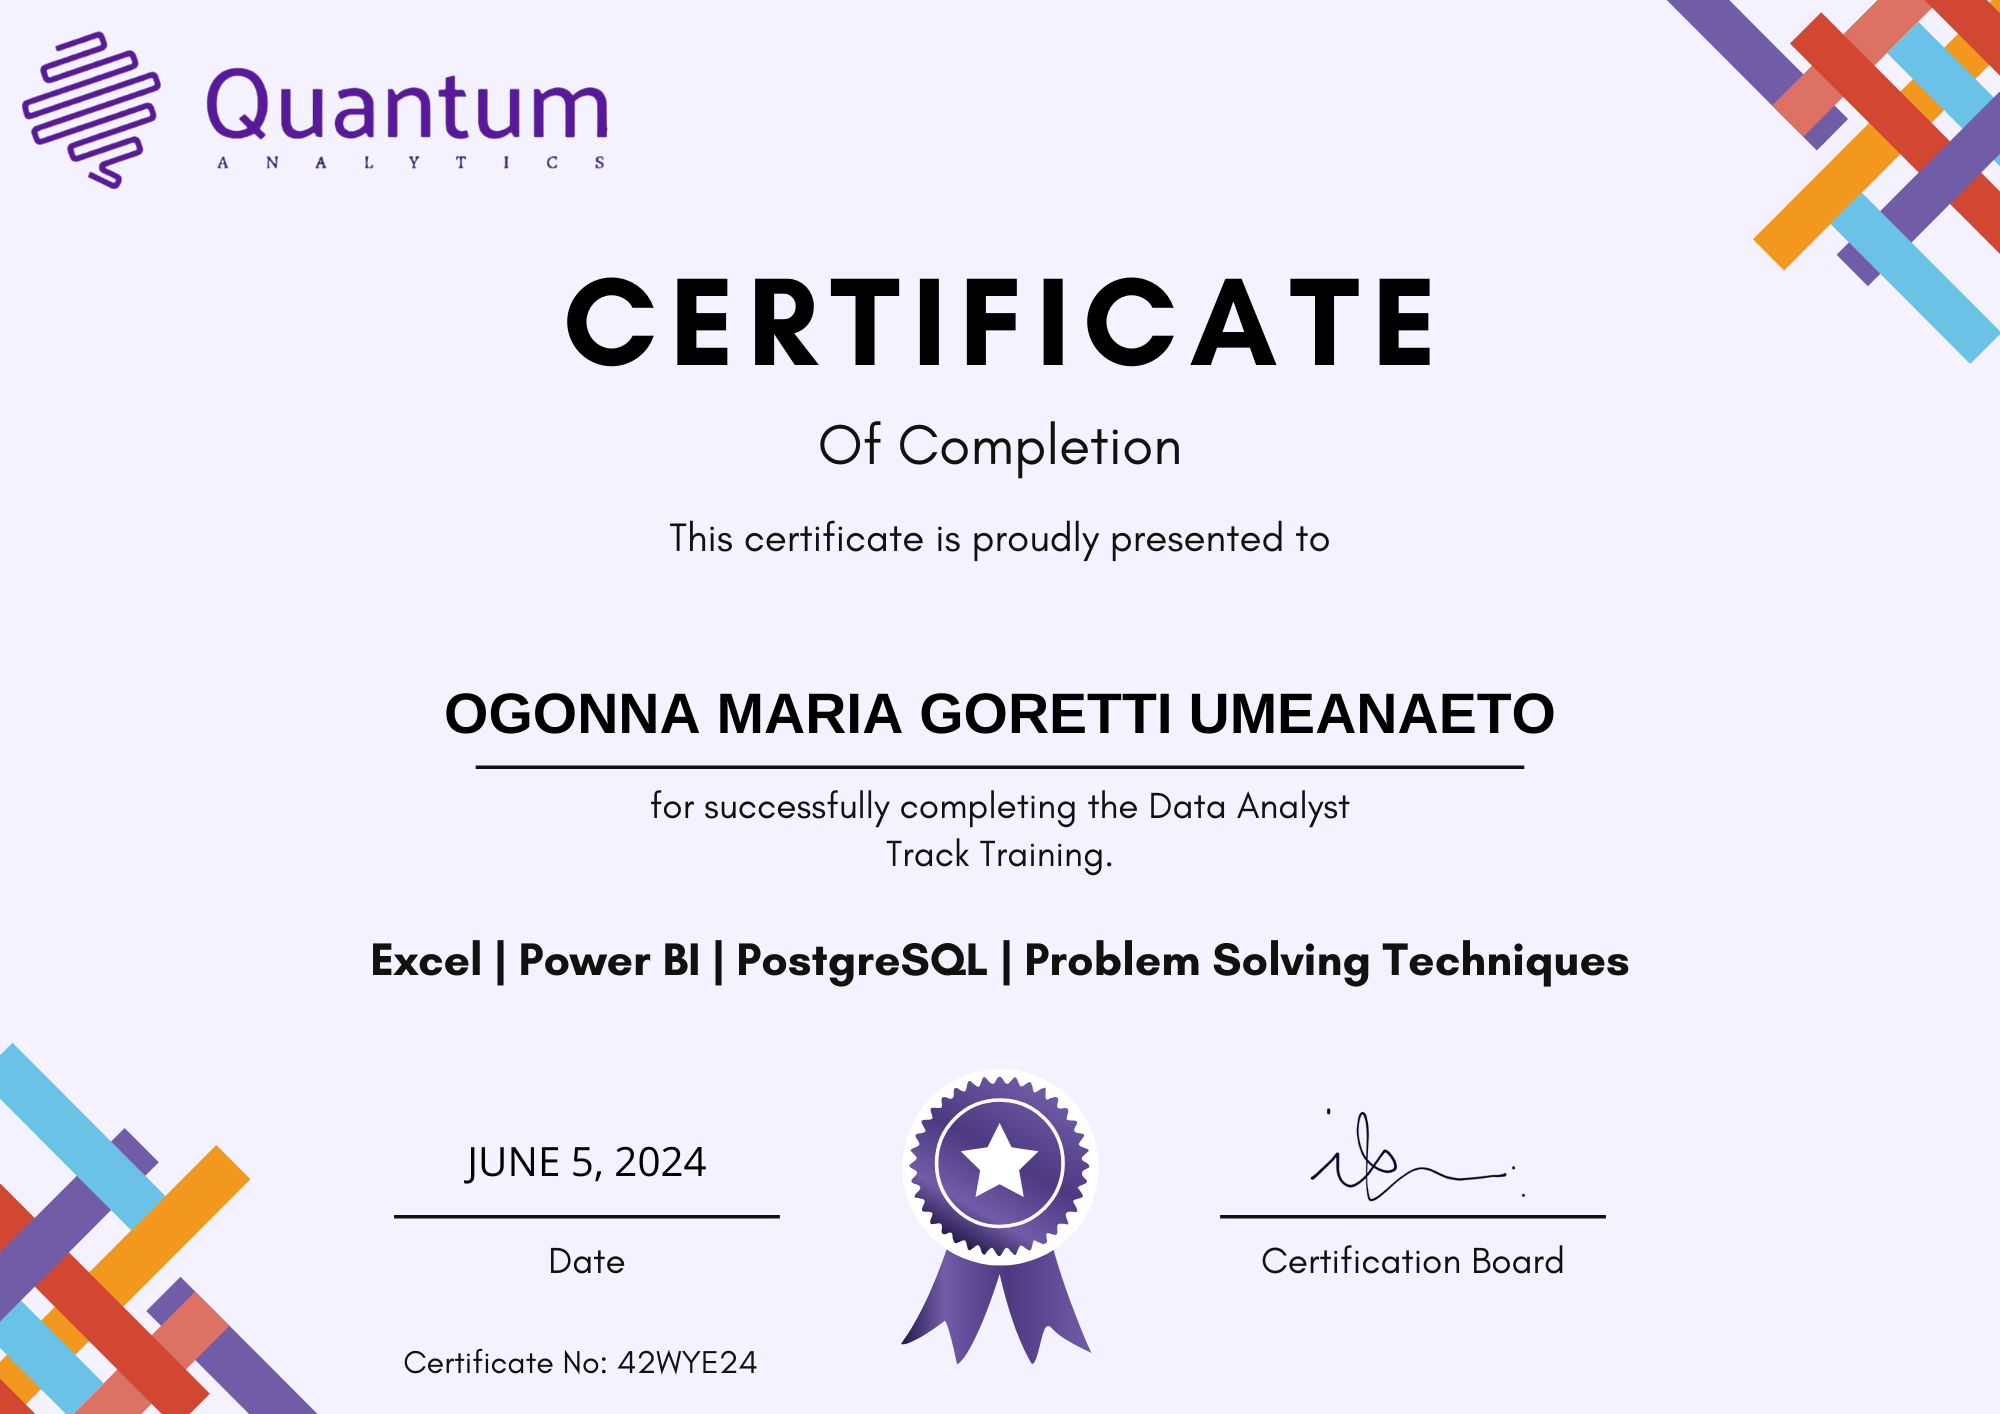 Quantum
ANALYTICS
CERTIFICATE
Of Completion
This certificate is proudly presented to
OGONNA MARIA GORETTI UMEANAETO
for successfully completing the Data Analyst
Track Training.
Excel | Power BI | PostgreSQL | Problem Solving Techniques
JUNE 5, 2024
Date
Certification Board
Certificate No: 42WYE24